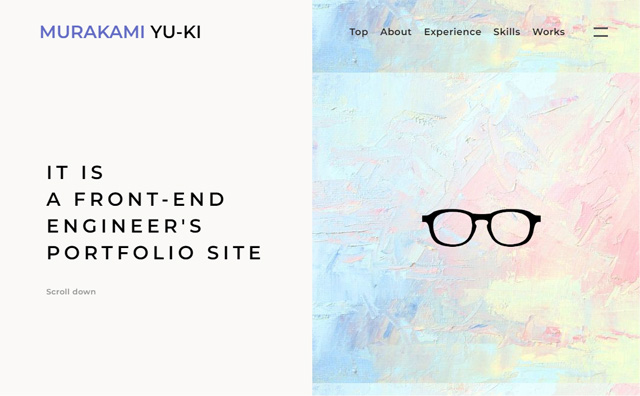 MURAKAMI YU-KI
Top About Experience Skills Works
IT IS
A FRONT-END
ENGINEER'S
PORTFOLIO SITE
Scroll down